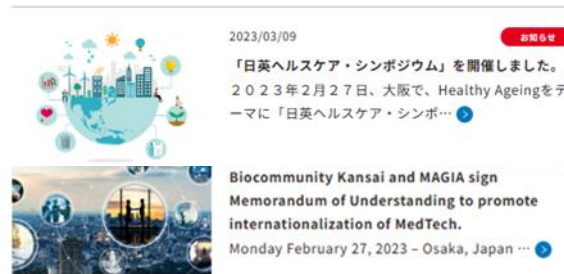 2023/03/09
お知らせ
「日英ヘルスケア・シンポジウム」を開催しました。
２０２３年２月２７日、大阪で、Healthy Ageingをテ
ーマに「日英ヘルスケア・シンポ…
Biocommunity Kansai and MAGIA sign
Memorandum of Understanding to promote
internationalization of MedTech.
Monday February 27, 2023 – Osaka, Japan …